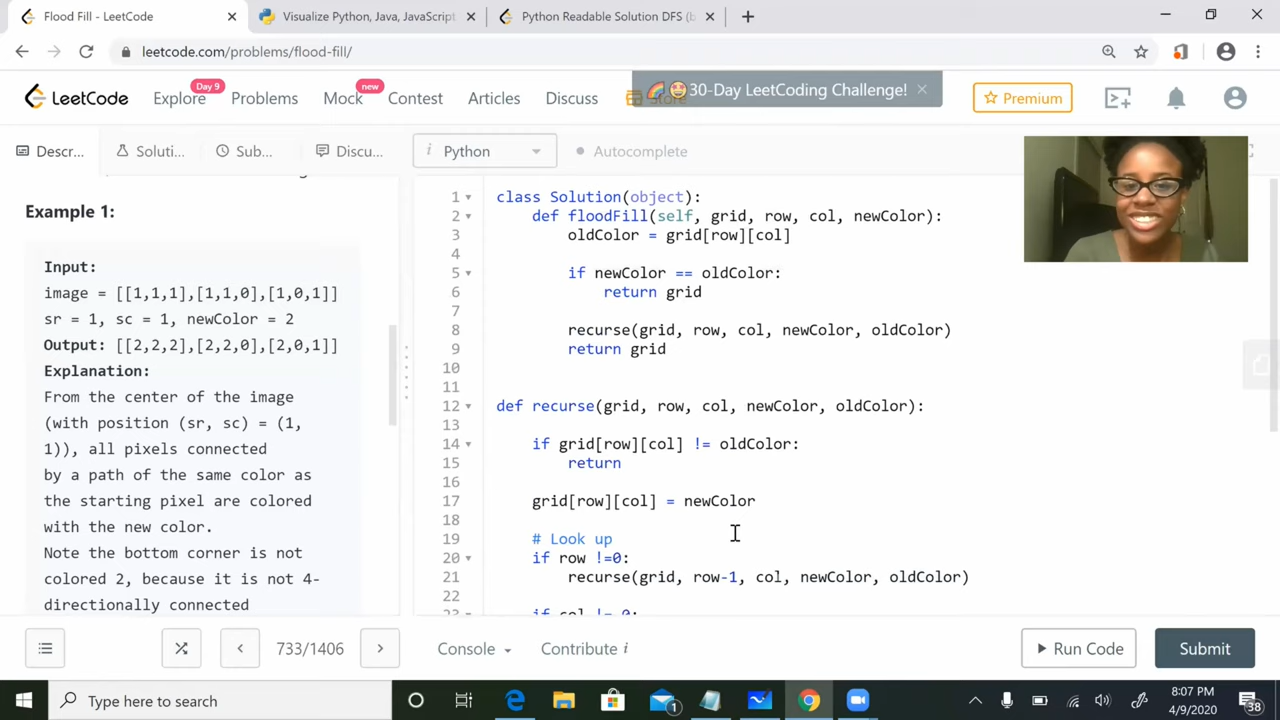 Flood Fill - LeetCode
Visualize Python, Java, JavaScript
Python Readable Solution DFS (b
leetcode.com/problems/flood-fill/
LeetCode
Explore
Day 9
Problems
Mock
new
Contest
Articles
Discuss
Store
30-Day LeetCoding Challenge!
Premium
Descr...
Soluti...
Sub...
Discu...
i Python
Autocomplete
Example 1:
Input:
image = [[1,1,1],[1,1,0],[1,0,1]]
sr = 1, sc = 1, newColor = 2
Output: [[2,2,2],[2,2,0],[2,0,1]]
Explanation:
From the center of the image
(with position (sr, sc) = (1,
1)), all pixels connected
by a path of the same color as
the starting pixel are colored
with the new color.
Note the bottom corner is not
colored 2, because it is not 4-
directionally connected
1 class Solution(object):
2 def floodFill(self, grid, row, col, newColor):
3 oldColor = grid[row][col]
4
5 if newColor == oldColor:
6 return grid
7
8 recurse(grid, row, col, newColor, oldColor)
9 return grid
10
11
12 def recurse(grid, row, col, newColor, oldColor):
13
14 if grid[row][col] != oldColor:
15 return
16
17 grid[row][col] = newColor
18
19 # Look up
20 if row !=0:
21 recurse(grid, row-1, col, newColor, oldColor)
22
23 if col != 0:
733/1406
Console
Contribute i
Run Code
Submit
Type here to search
1
8:07 PM
4/9/2020
38